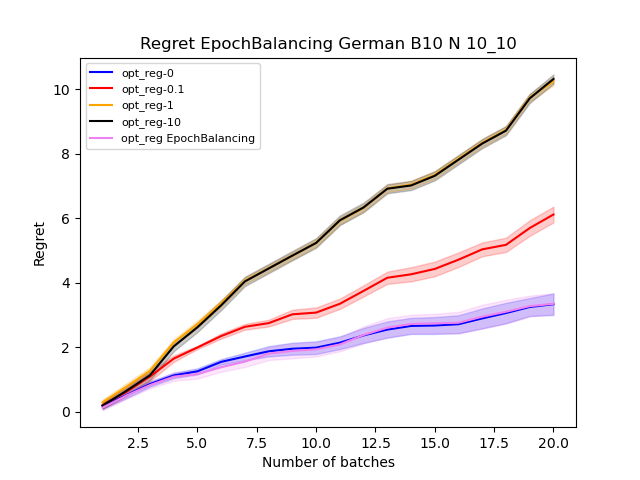 Regret EpochBalancing German B10 N 10_10
opt_reg-0
opt_reg-0.1
opt_reg-1
opt_reg-10
opt_reg EpochBalancing
Regret
10
8
6
4
2
0
2.5 5.0 7.5 10.0 12.5 15.0 17.5 20.0
Number of batches